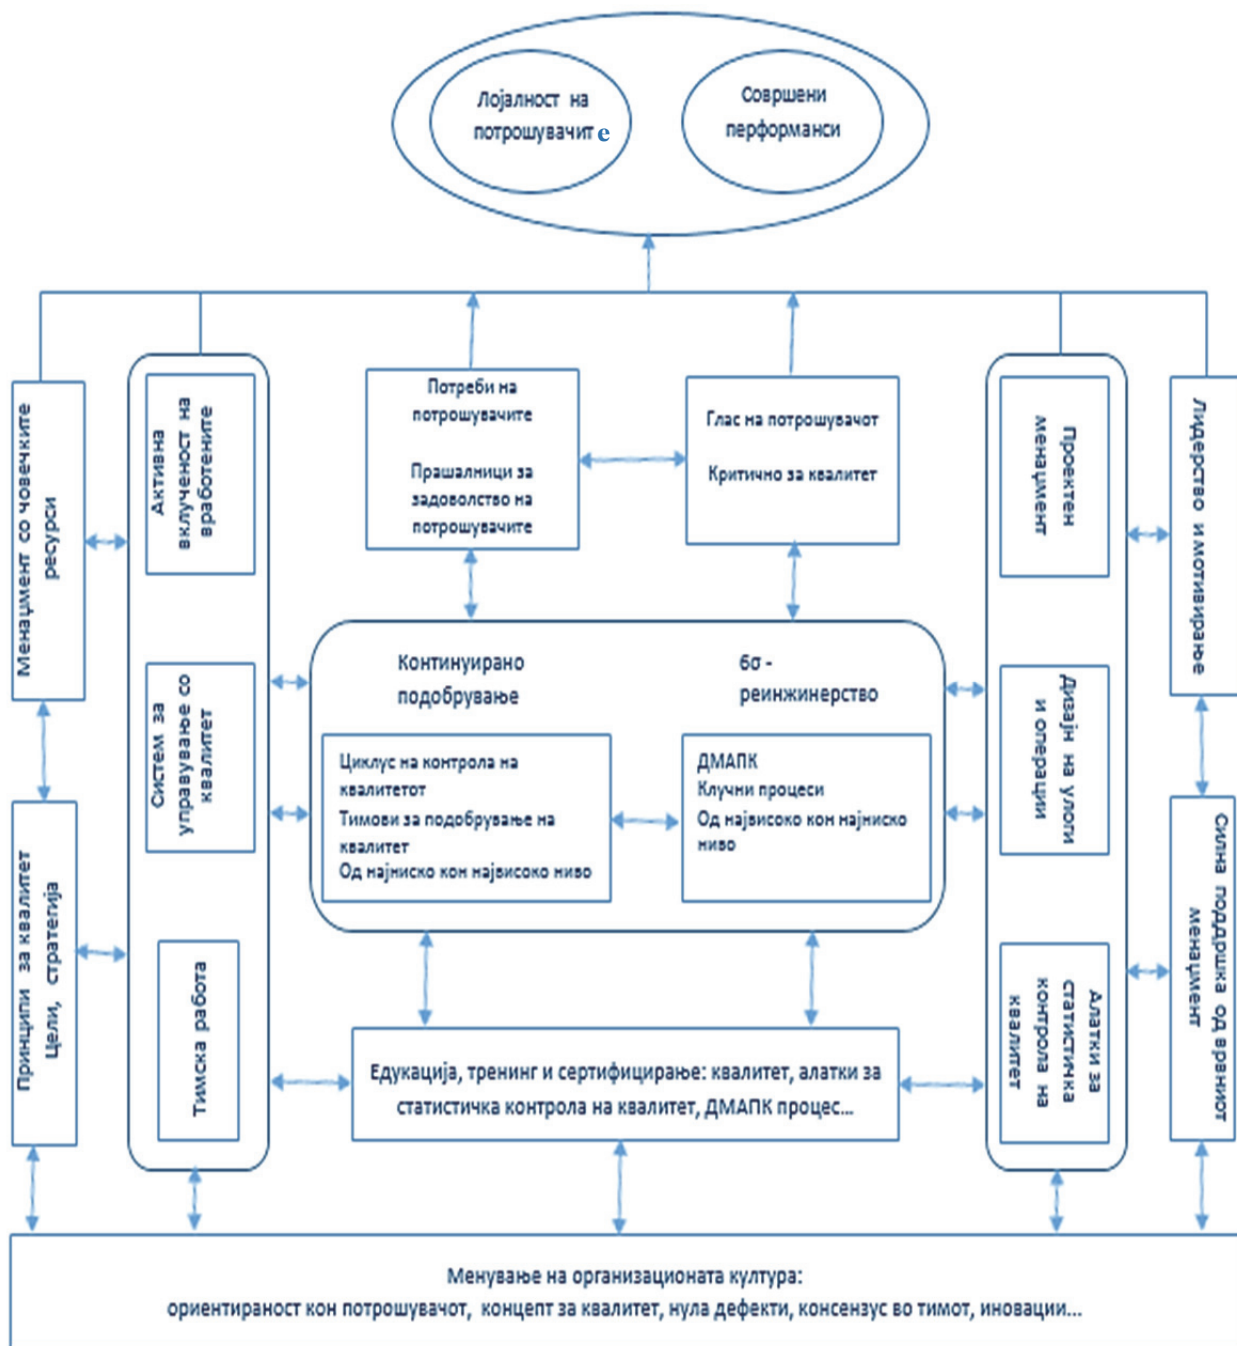 Лојалност на
потрошувачите
Совршени
перформанси
Менаџмент со човечките
ресурси
Активна
вклученост на
вработените
Потреби на
потрошувачите
Прашалници за
задоволство на
потрошувачите
Глас на потрошувачот
Критично за квалитет
Проектен
менаџмент
Лидерство и мотивирање
Систем за
управување со
квалитет
Континуирано
подобрување
6σ -
реинжинерство
Циклус на контрола на
квалитетот
Тимови за подобрување на
квалитет
Од најниско кон највисоко ниво
ДМАПК
Клучни процеси
Од највисоко кон најниско
ниво
Дизајн на улоги
и операции
Принципи за квалитет
Цели, стратегија
Тимска работа
Едукација, тренинг и сертифицирање: квалитет, алатки за
статистичка контрола на квалитет, ДМАПК процес...
Алатки за
статистичка
контрола на
квалитет
Силна поддршка од врвниот
менаџмент
Менување на организационата култура:
ориентираност кон потрошувачот, концепт за квалитет, нула дефекти, консензус во тимот, иновации...